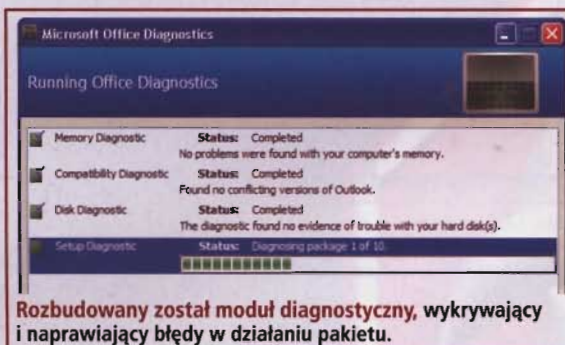 Microsoft Office Diagnostics
Running Office Diagnostics
Memory Diagnostic Status: Completed
No problems were found with your computer's memory.
Compatibility Diagnostic Status: Completed
Found no conflicting versions of Outlook.
Disk Diagnostic Status: Completed
The diagnostic found no evidence of trouble with your hard disk(s).
Setup Diagnostic Status: Diagnosing package 1 of 10.
Rozbudowany został moduł diagnostyczny, wykrywający
i naprawiający błędy w działaniu pakietu.